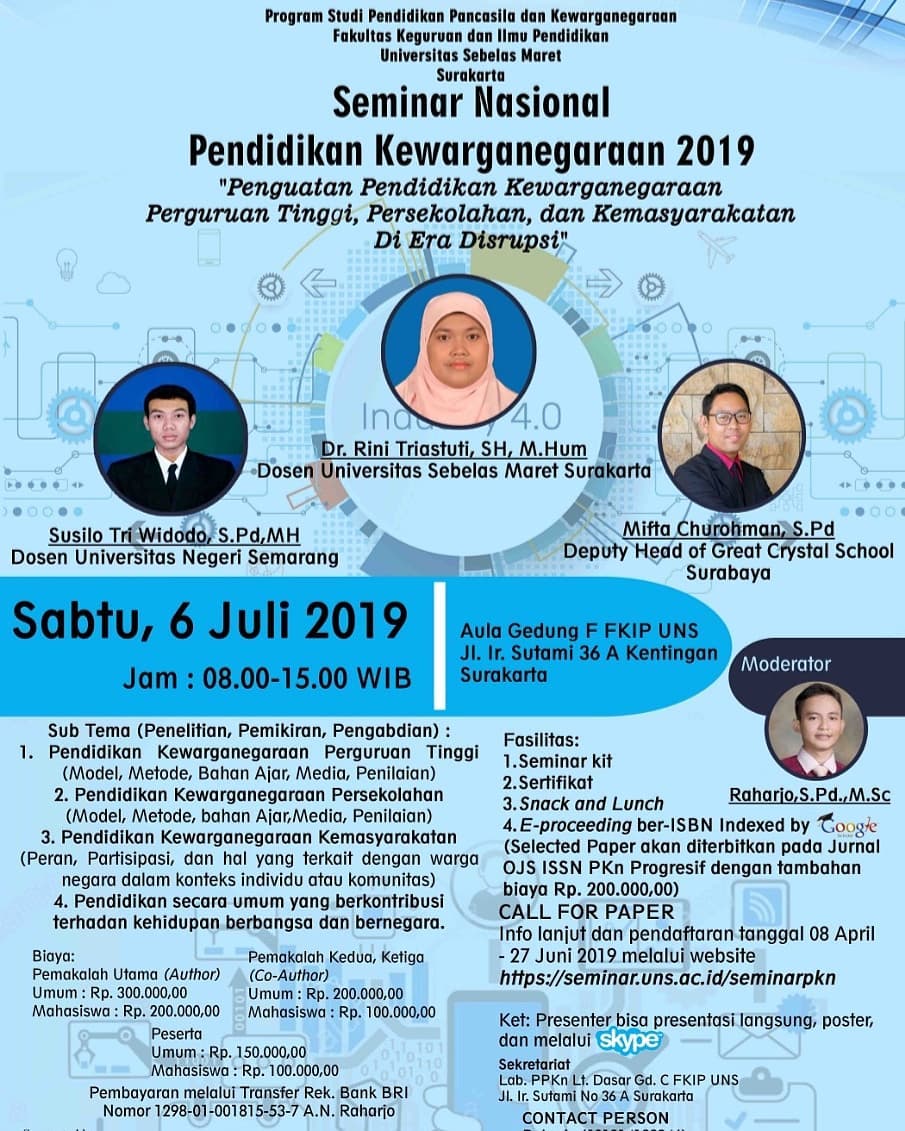 Program Studi Pendidikan Pancasila dan Kewarganegaraan
Fakultas Keguruan dan Ilmu Pendidikan
Universitas Sebelas Maret
Surakarta
Seminar Nasional
Pendidikan Kewarganegaraan 2019
"Penguatan Pendidikan Kewarganegaraan
Perguruan Tinggi, Persekolahan, dan Kemasyarakatan
Di Era Disrupsi"
4.0
Dr. Rini Triastuti, SH, M.Hum
Dosen Universitas Sebelas Maret Surakarta
Susilo Tri Widodo, S.Pd,MH
Dosen Universitas Negeri Semarang
Mifta Churohman, S.Pd
Deputy Head of Great Crystal School
Surabaya
Sabtu, 6 Juli 2019
Jam : 08.00-15.00 WIB
Aula Gedung F FKIP UNS
Jl. Ir. Sutami 36 A Kentingan
Surakarta
Moderator
Raharjo,S.Pd.,M.Sc
Sub Tema (Penelitian, Pemikiran, Pengabdian) :
1. Pendidikan Kewarganegaraan Perguruan Tinggi
(Model, Metode, Bahan Ajar, Media, Penilaian)
2. Pendidikan Kewarganegaraan Persekolahan
(Model, Metode, bahan Ajar,Media, Penilaian)
3. Pendidikan Kewarganegaraan Kemasyarakatan
(Peran, Partisipasi, dan hal yang terkait dengan warga
negara dalam konteks individu atau komunitas)
4. Pendidikan secara umum yang berkontribusi
terhadan kehidupan berbangsa dan bernegara.
Biaya:
Pemakalah Utama (Author)
Umum : Rp. 300.000,00
Mahasiswa : Rp. 200.000,00
Pemakalah Kedua, Ketiga
(Co-Author)
Umum : Rp. 200.000,00
Mahasiswa : Rp. 100.000,00
Peserta
Umum : Rp. 150.000,00
Mahasiswa : Rp. 100.000,00
Pembayaran melalui Transfer Rek. Bank BRI
Nomor 1298-01-001815-53-7 A.N. Raharjo
Fasilitas:
1.Seminar kit
2.Sertifikat
3.Snack and Lunch
4.E-proceeding ber-ISBN Indexed by Google
(Selected Paper akan diterbitkan pada Jurnal
OJS ISSN PKn Progresif dengan tambahan
biaya Rp. 200.000,00)
CALL FOR PAPER
Info lanjut dan pendaftaran tanggal 08 April
- 27 Juni 2019 melalui website
https://seminar.uns.ac.id/seminarpkn
Ket: Presenter bisa presentasi langsung, poster,
dan melalui skype
Sekretariat
Lab. PPKn Lt. Dasar Gd. C FKIP UNS
Jl. Ir. Sutami No 36 A Surakarta
CONTACT PERSON